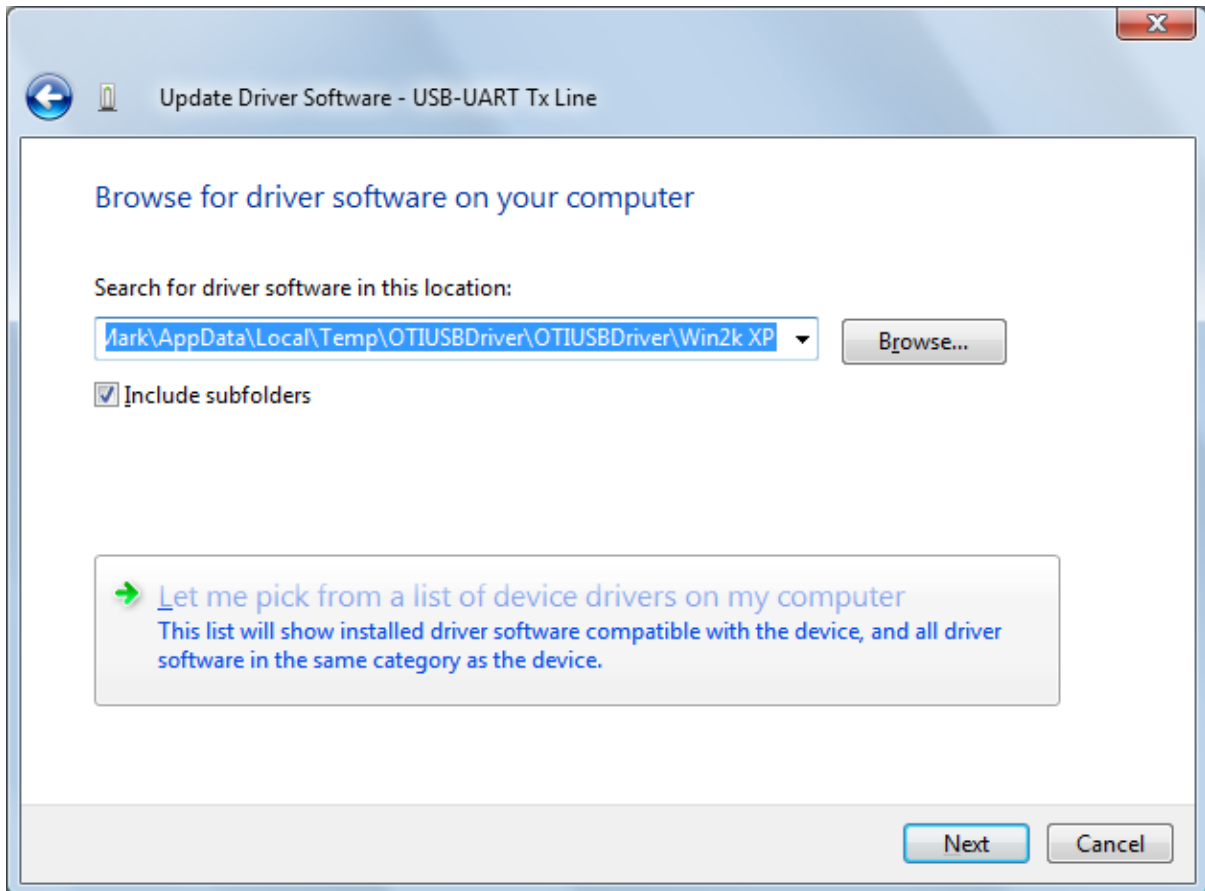 Update Driver Software - USB-UART Tx Line
Browse for driver software on your computer
Search for driver software in this location:
Mark\AppData\Local\Temp\OTIUSBDriver\OTIUSBDriver\Win2k XP
Browse...
Include subfolders
Let me pick from a list of device drivers on my computer
This list will show installed driver software compatible with the device, and all driver
software in the same category as the device.
Next
Cancel